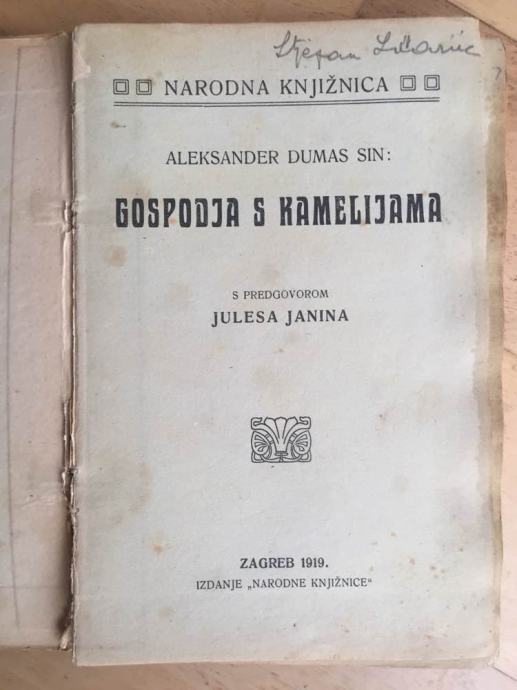 Stjepan
NARODNA KNJIŽNICA
ALEKSANDER DUMAS SIN:
GOSPODJA S KAMELIJAMA
S PREDGOVOROM
JULESA JANINA
ZAGREB 1919.
IZDANJE „NARODNE KNJIŽNICE“